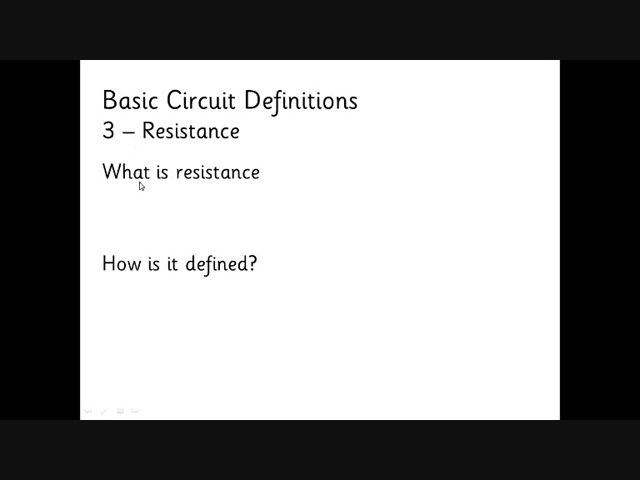 Basic Circuit Definitions
3 – Resistance
What is resistance
How is it defined?